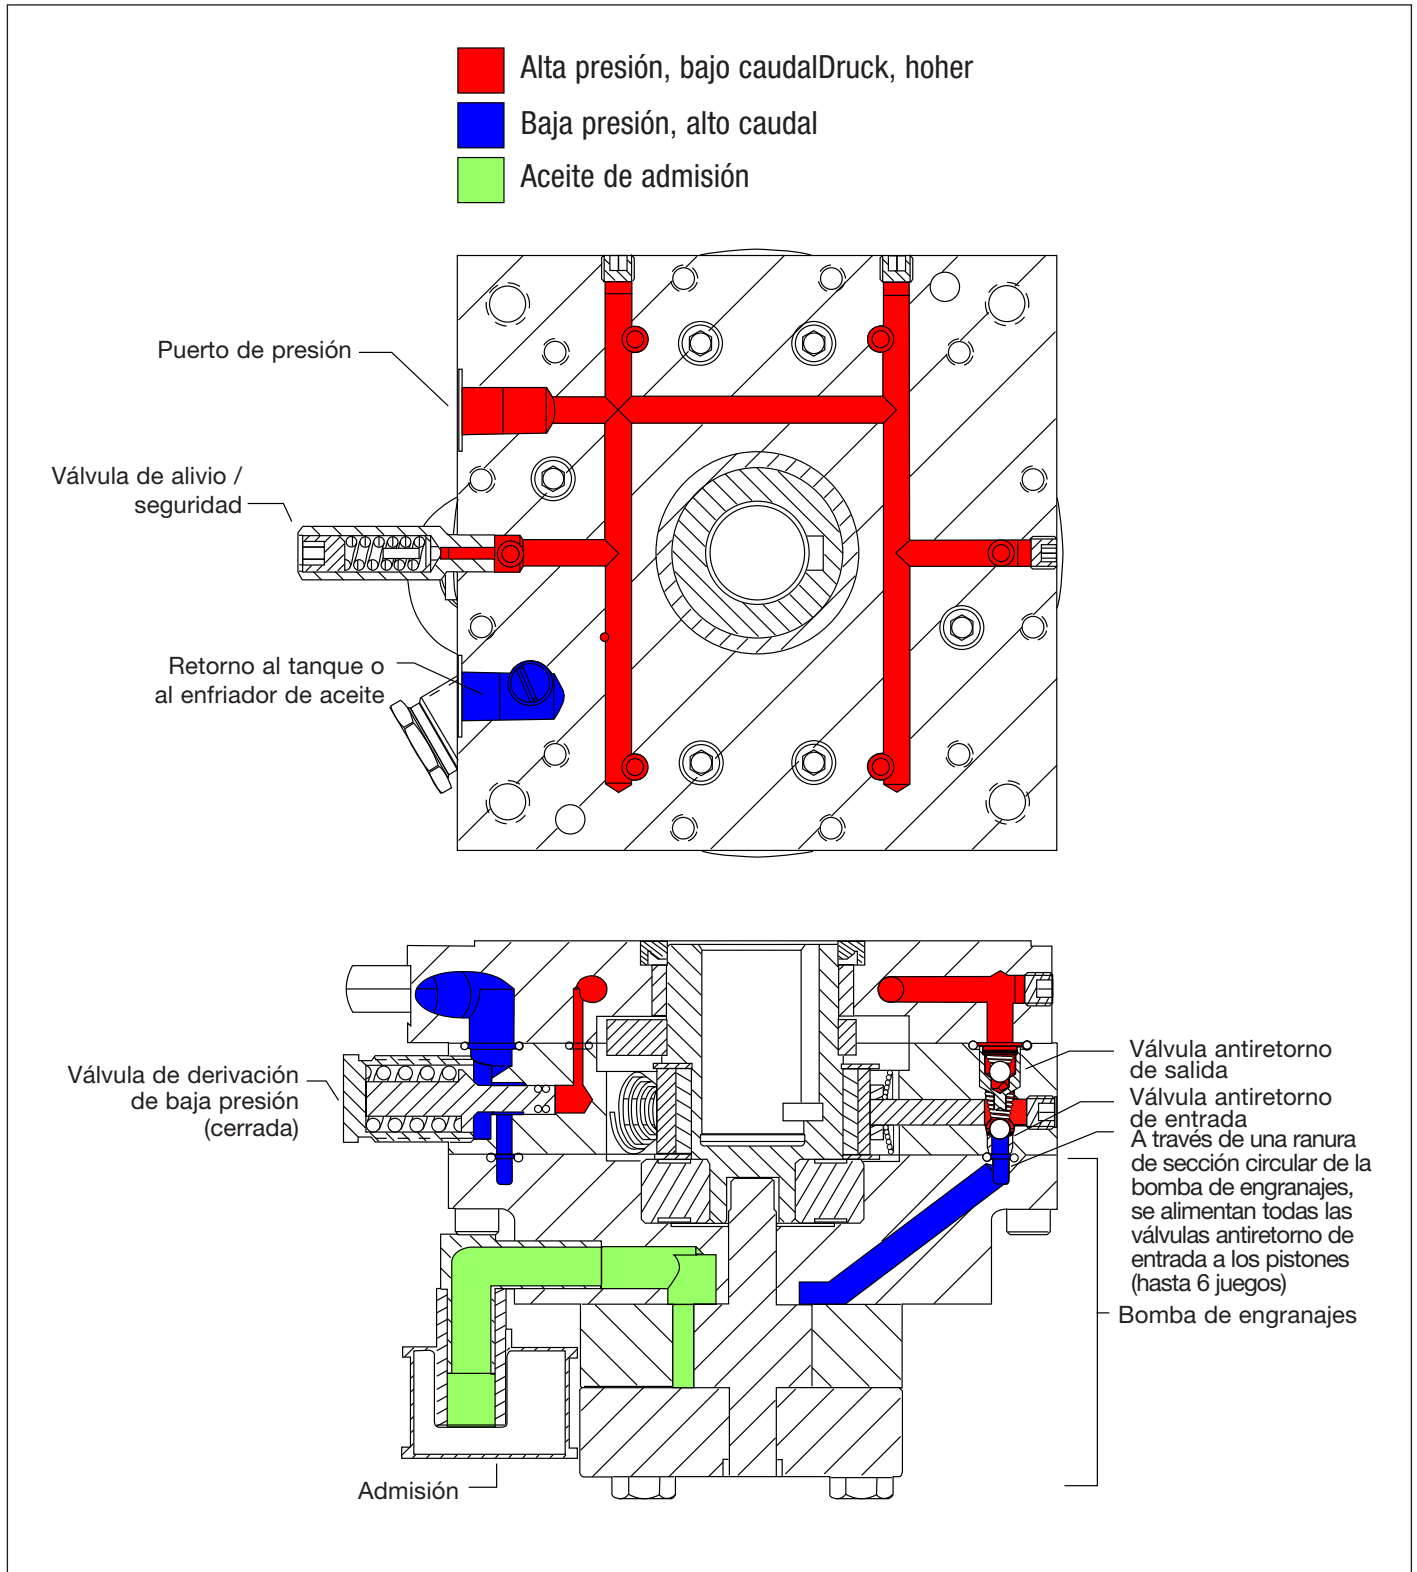 Alta presión, bajo caudalDruck, hoher
Baja presión, alto caudal
Aceite de admisión
Puerto de presión
Válvula de alivio /
seguridad
Retorno al tanque o
al enfriador de aceite
Válvula de derivación
de baja presión
(cerrada)
Válvula antiretorno
de salida
Válvula antiretorno
de entrada
A través de una ranura
de sección circular de la
bomba de engranajes,
se alimentan todas las
válvulas antiretorno de
entrada a los pistones
(hasta 6 juegos)
Bomba de engranajes
Admisión